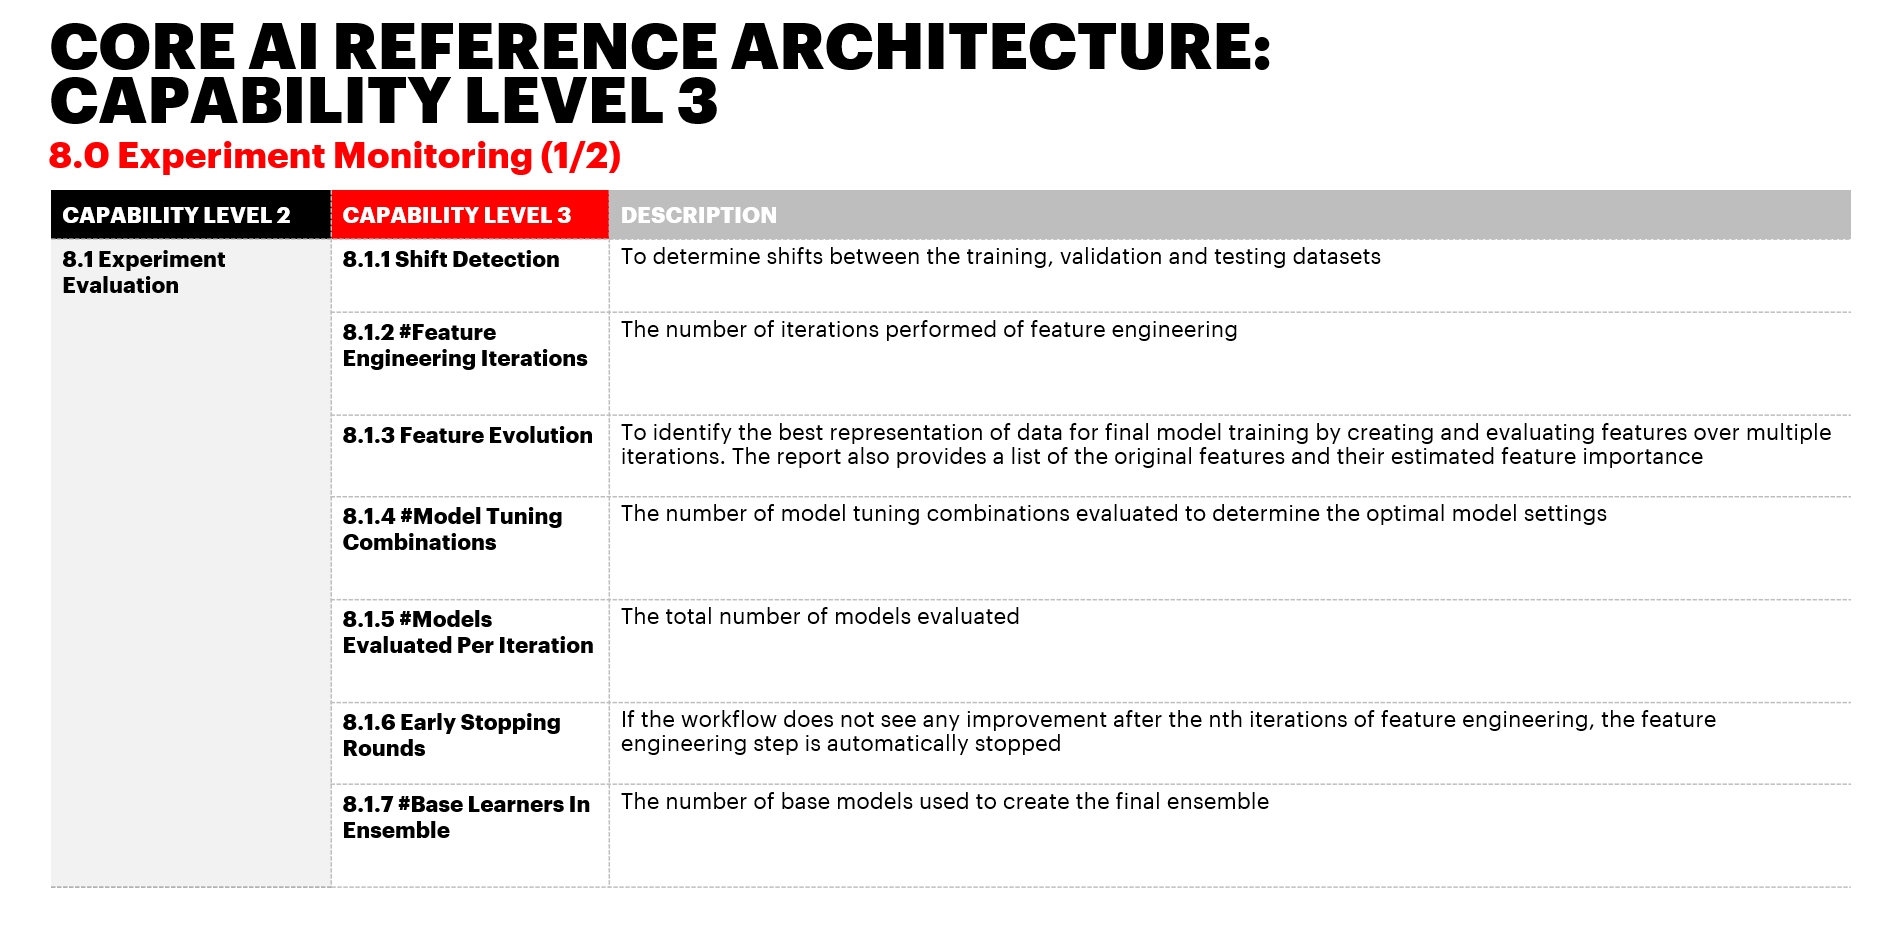 CORE AI REFERENCE ARCHITECTURE:
CAPABILITY LEVEL 3
8.0 Experiment Monitoring (1/2)
CAPABILITY LEVEL 2
CAPABILITY LEVEL 3
DESCRIPTION
8.1 Experiment
Evaluation
8.1.1 Shift Detection
To determine shifts between the training, validation and testing datasets
8.1.2 #Feature
Engineering Iterations
The number of iterations performed of feature engineering
8.1.3 Feature Evolution
To identify the best representation of data for final model training by creating and evaluating features over multiple
iterations. The report also provides a list of the original features and their estimated feature importance
8.1.4 #Model Tuning
Combinations
The number of model tuning combinations evaluated to determine the optimal model settings
8.1.5 #Models
Evaluated Per Iteration
The total number of models evaluated
8.1.6 Early Stopping
Rounds
If the workflow does not see any improvement after the nth iterations of feature engineering, the feature
engineering step is automatically stopped
8.1.7 #Base Learners In
Ensemble
The number of base models used to create the final ensemble